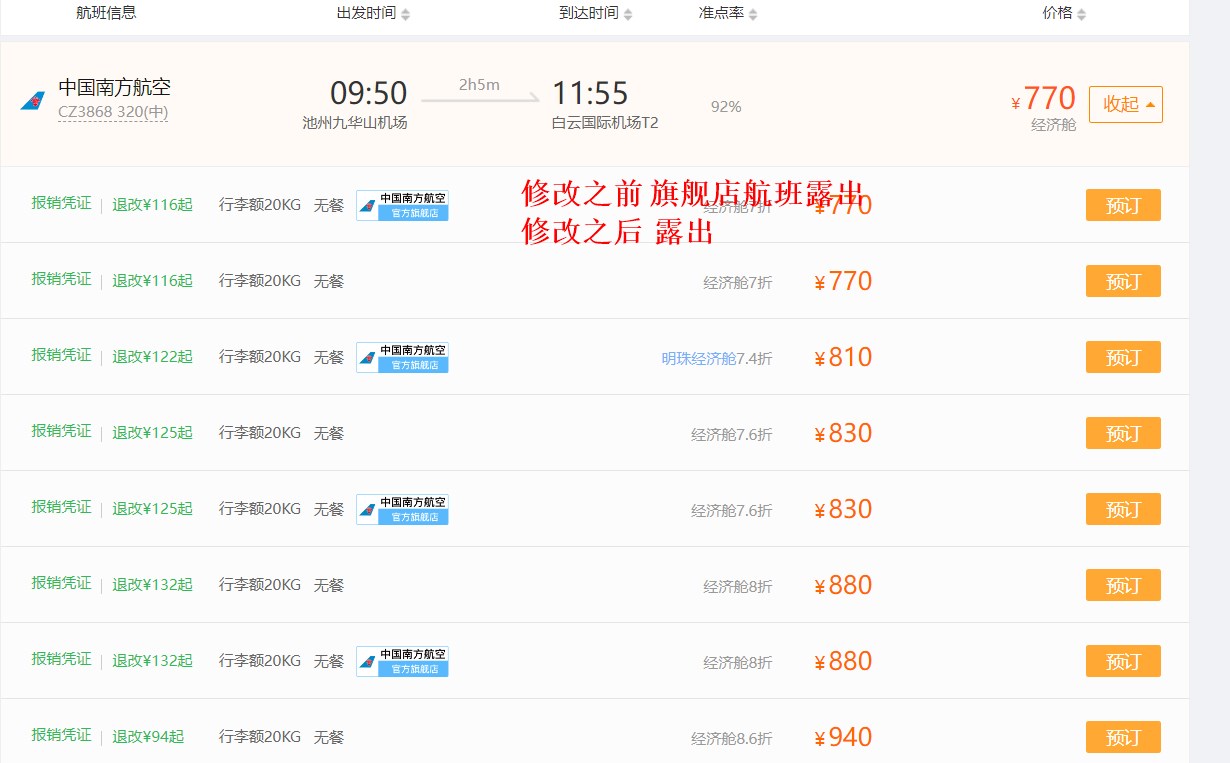 航班信息 出发时间 到达时间 准点率 价格
中国南方航空 09:50 2h5m 11:55 ¥770 收起
CZ3868 320(中) 池州九华山机场 白云国际机场T2 92% 经济舱
修改之前 旗舰店航班露出
报销凭证 退改¥116起 行李额20KG 无餐 中国南方航空 官方旗舰店 经济舱7折 ¥770 预订
修改之后 露出
报销凭证 退改¥116起 行李额20KG 无餐 经济舱7折 ¥770 预订
报销凭证 退改¥122起 行李额20KG 无餐 中国南方航空 官方旗舰店 明珠经济舱7.4折 ¥810 预订
报销凭证 退改¥125起 行李额20KG 无餐 经济舱7.6折 ¥830 预订
报销凭证 退改¥125起 行李额20KG 无餐 中国南方航空 官方旗舰店 经济舱7.6折 ¥830 预订
报销凭证 退改¥132起 行李额20KG 无餐 经济舱8折 ¥880 预订
报销凭证 退改¥132起 行李额20KG 无餐 中国南方航空 官方旗舰店 经济舱8折 ¥880 预订
报销凭证 退改¥94起 行李额20KG 无餐 经济舱8.6折 ¥940 预订